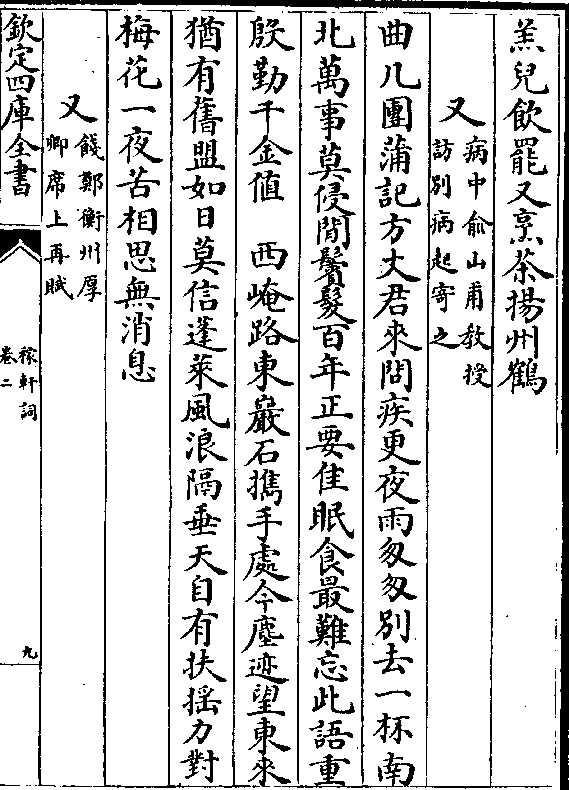 羔兒飲罷又烹茶揚州鶴
又病中俞山甫教授
訪別病起寄之
曲几團蒲記方丈君來問疾更夜雨匆匆別去一杯南
北萬事莫侵閒鬢髮百年正要佳眠食最難忘此語重
殷勤千金值　西崦路東巖石攜手處今塵迹望東來
猶有舊盟如日莫信蓬萊風浪隔垂天自有扶搖力對
梅花一夜苦相思無消息
又餞鄭衡州厚
卿席上再賦
欽定四庫全書
稼軒詞
卷二
九